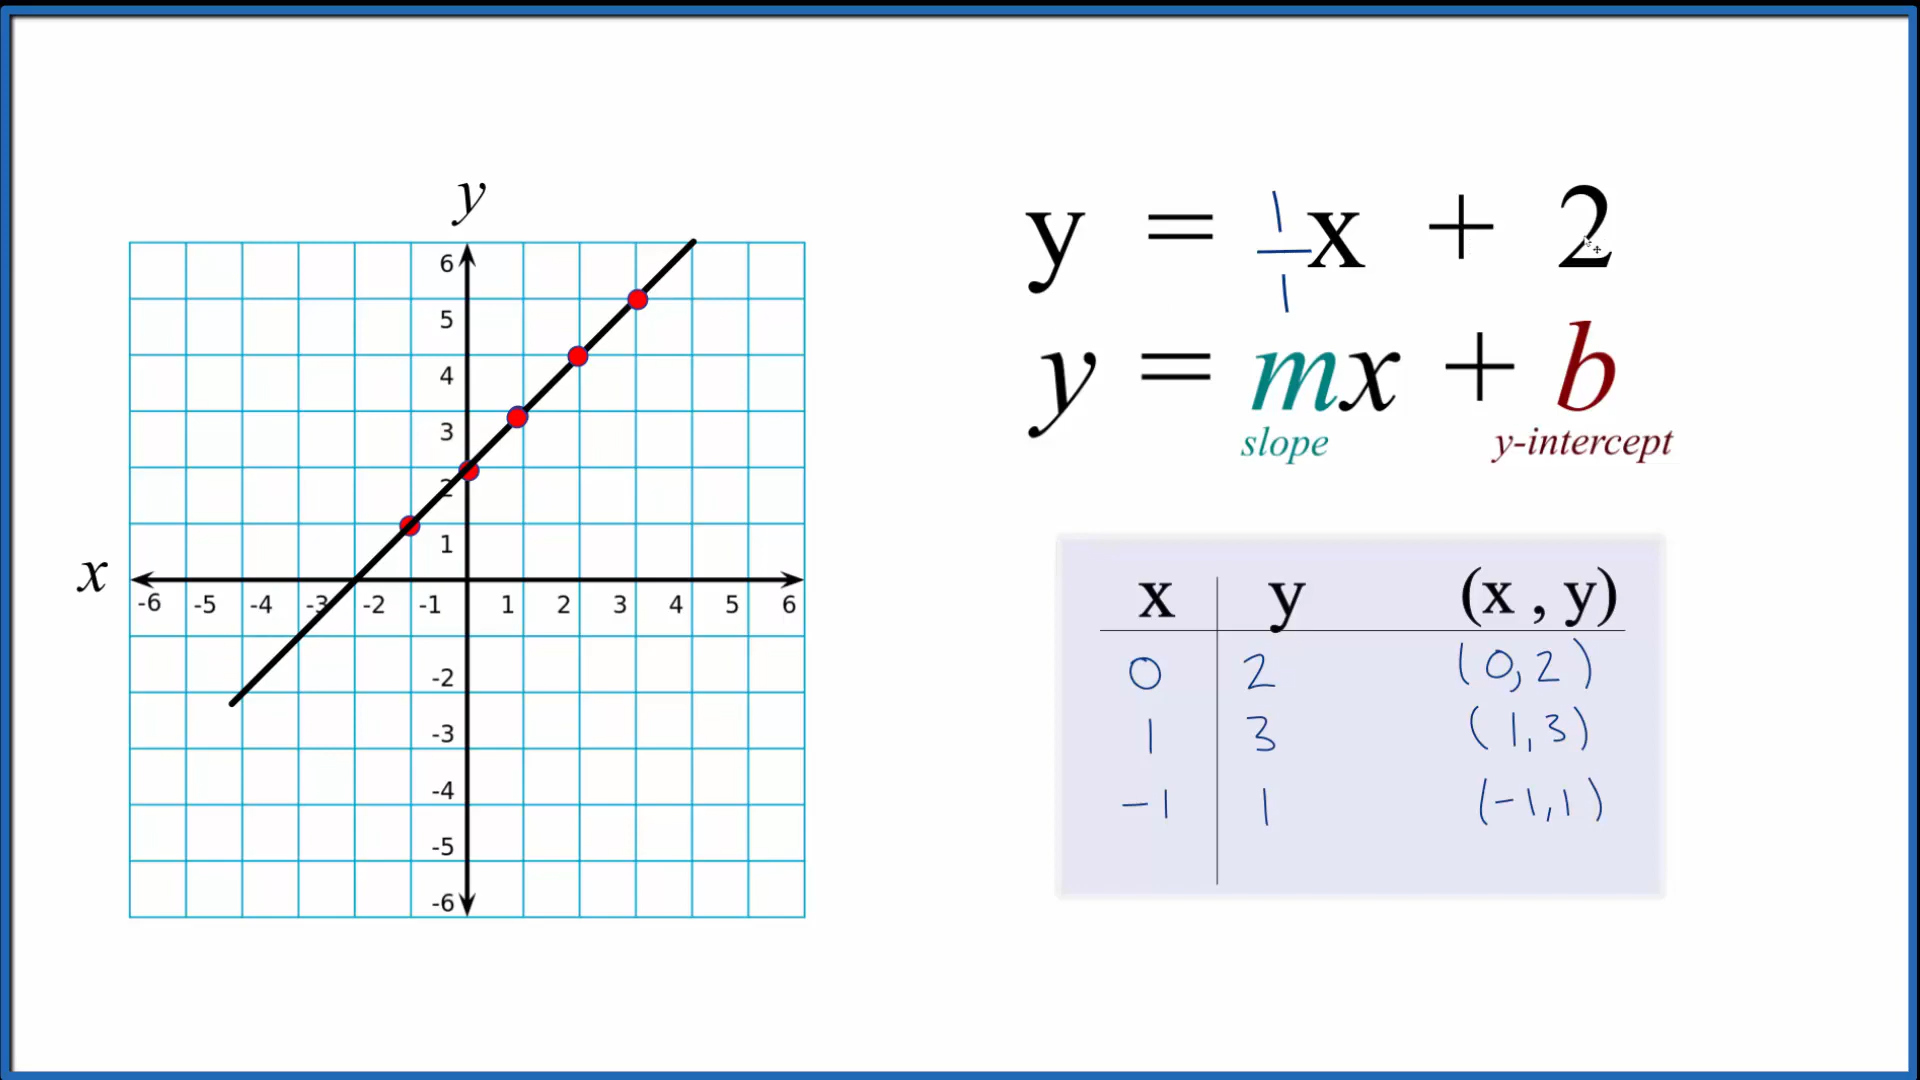 y
6
5
4
3
2
1
x
-6 -5 -4 -3 -2 -1 1 2 3 4 5 6
-2
-3
-4
-5
-6
y = 1/1 x + 2
y = mx + b
slope y-intercept
x y (x , y)
0 2 (0,2)
1 3 (1,3)
-1 1 (-1,1)